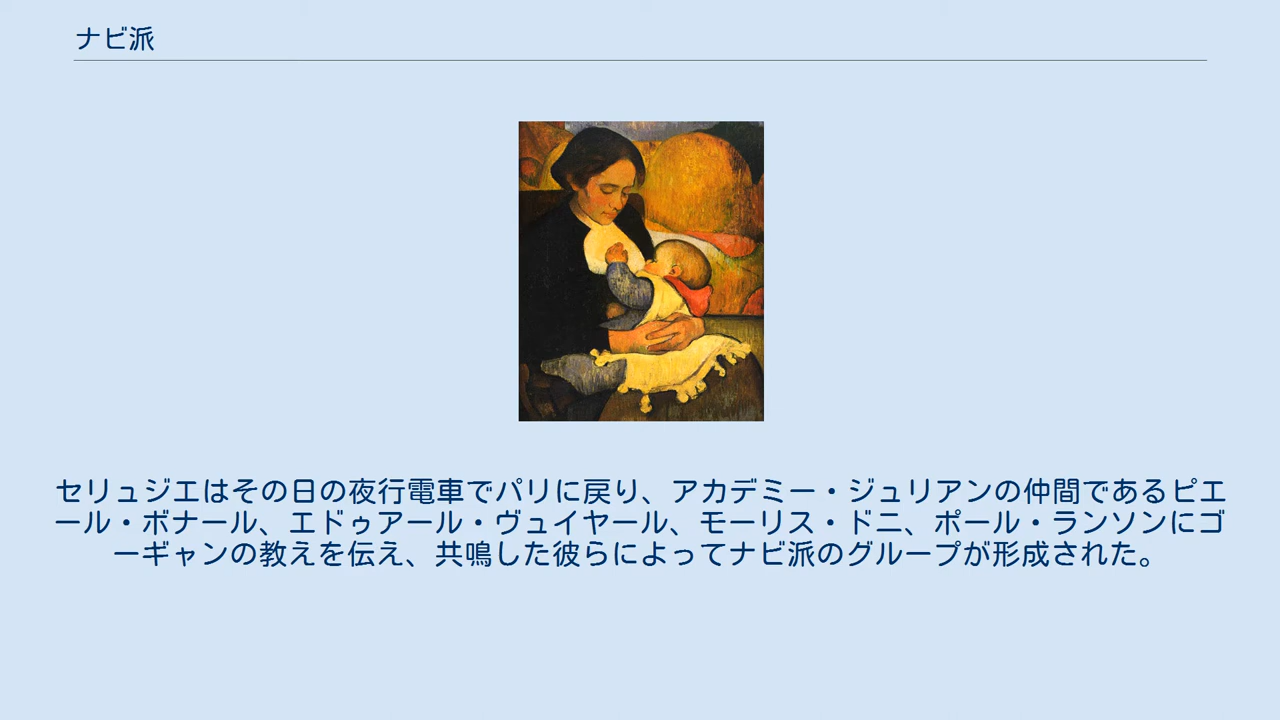 ナビ派
セリュジエはその日の夜行電車でパリに戻り、アカデミー・ジュリアンの仲間であるピエ
ール・ボナール、エドゥアール・ヴュイヤール、モーリス・ドニ、ポール・ランソンにゴ
ーギャンの教えを伝え、共鳴した彼らによってナビ派のグループが形成された。